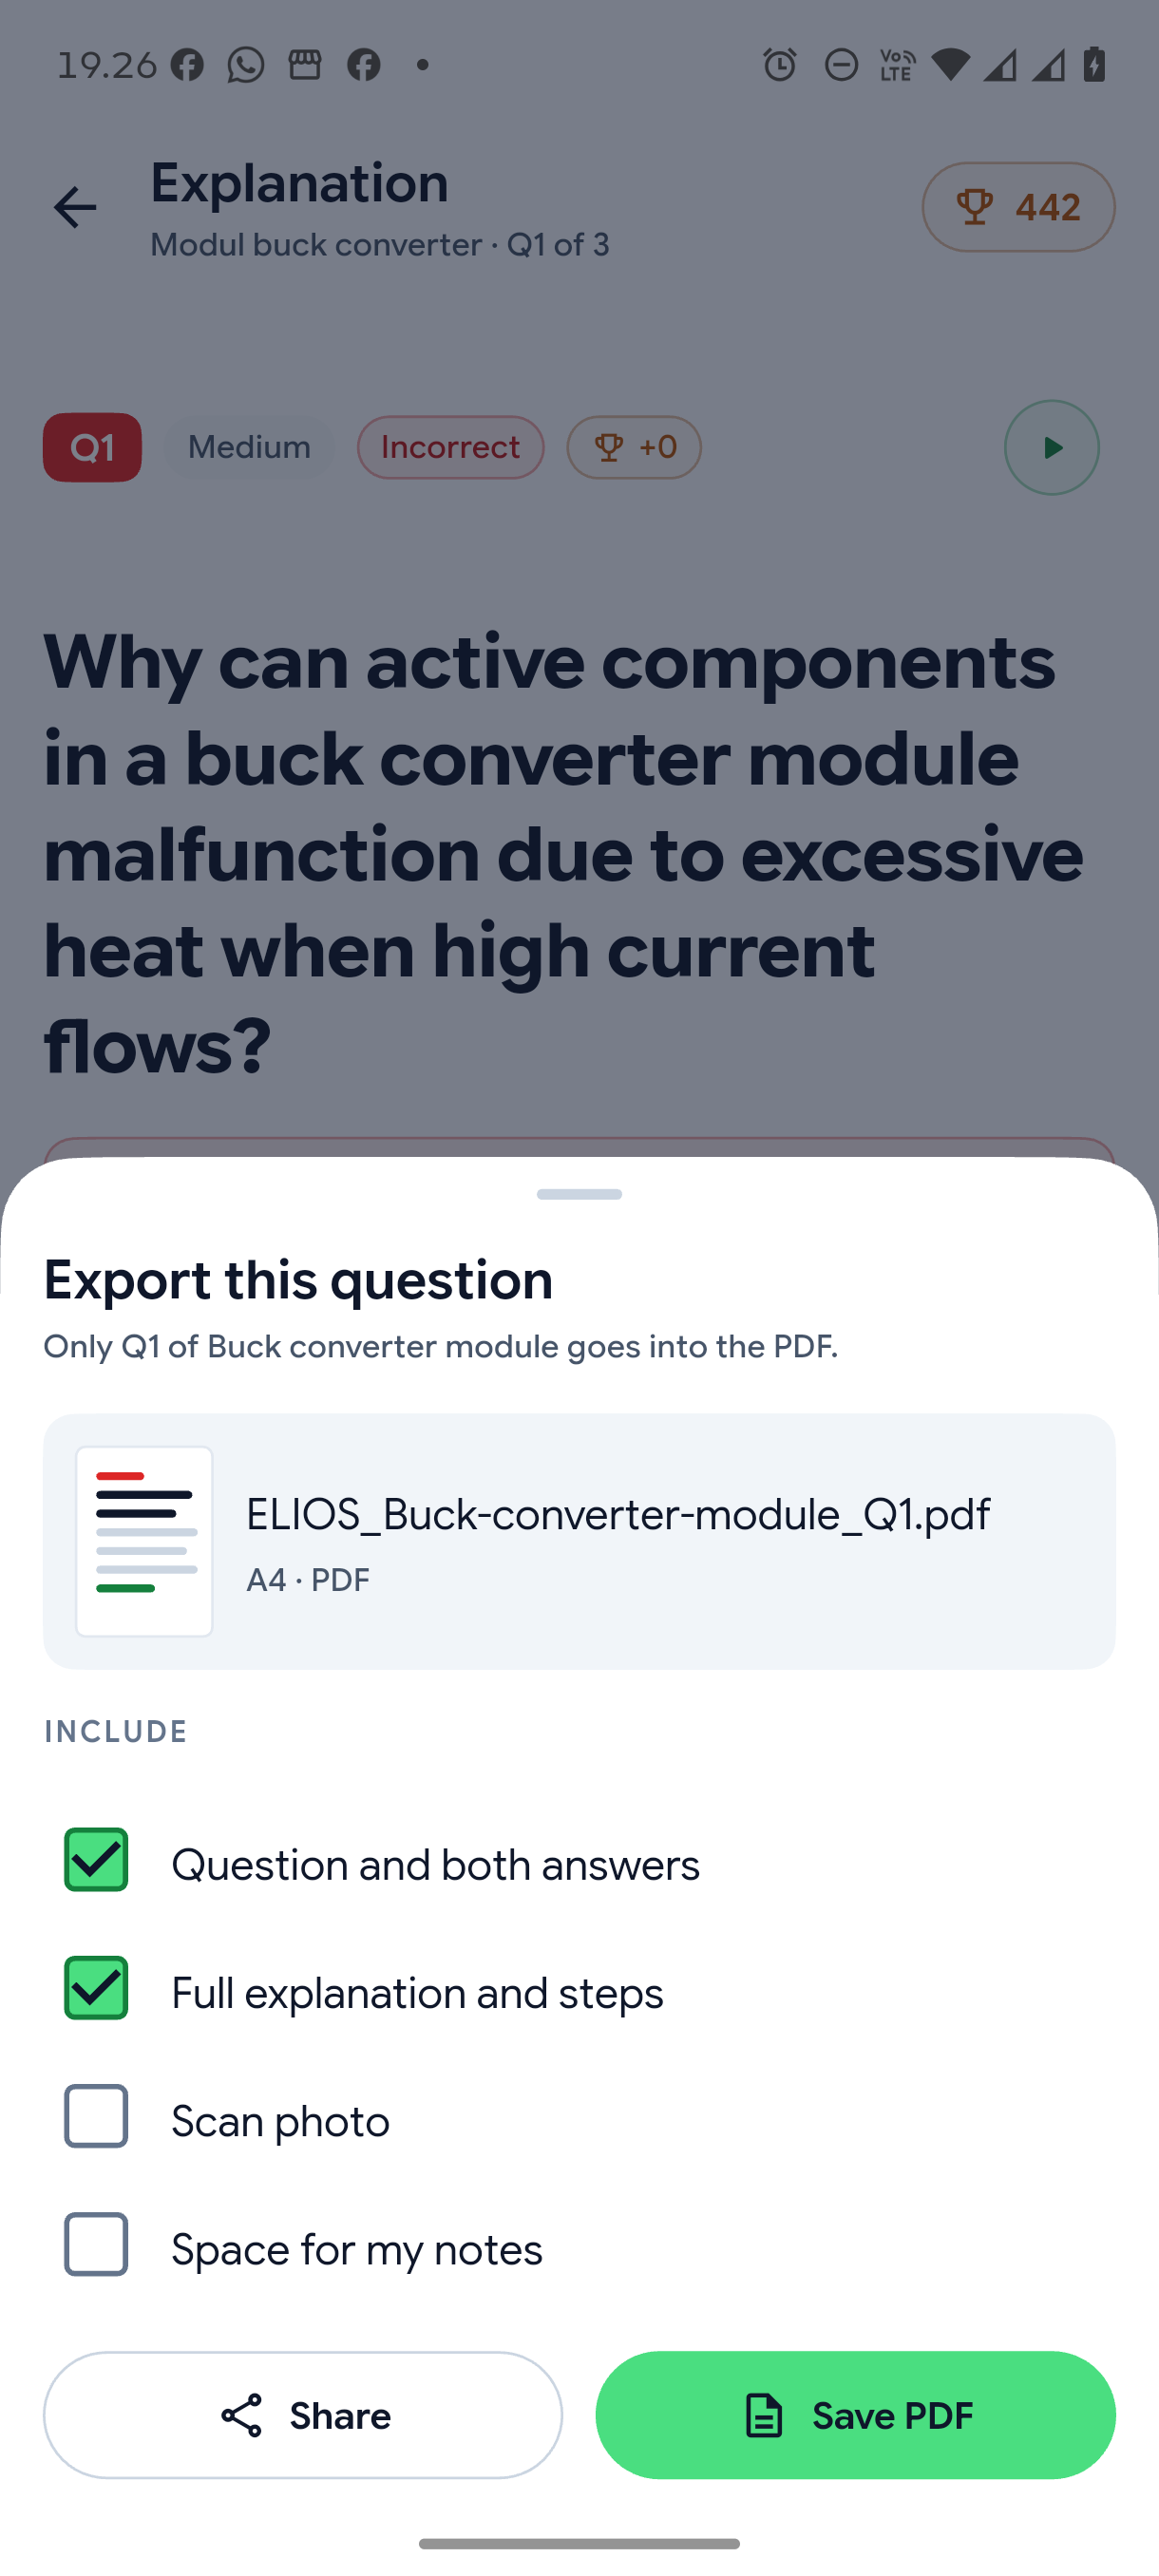 19.26
Explanation
Modul buck converter · Q1 of 3
442
Q1
Medium
Incorrect
+0
Why can active components
in a buck converter module
malfunction due to excessive
heat when high current
flows?
Export this question
Only Q1 of Buck converter module goes into the PDF.
ELIOS_Buck-converter-module_Q1.pdf
A4 · PDF
INCLUDE
Question and both answers
Full explanation and steps
Scan photo
Space for my notes
Share
Save PDF